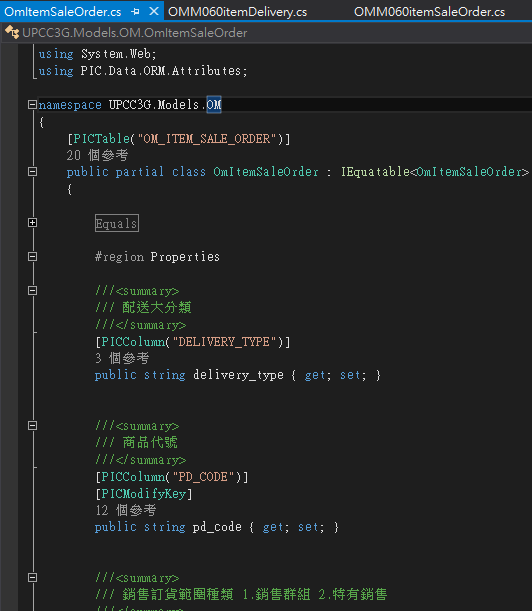 OmItemSaleOrder.cs
OMM060itemDelivery.cs
OMM060itemSaleOrder.cs
UPCC3G.Models.OM.OmItemSaleOrder
using System.Web;
using PIC.Data.ORM.Attributes;
namespace UPCC3G.Models.OM
{
[PICTable("OM_ITEM_SALE_ORDER")]
20 個參考
public partial class OmItemSaleOrder : IEquatable<OmItemSaleOrder>
{
Equals
#region Properties
///<summary>
/// 配送大分類
///</summary>
[PICColumn("DELIVERY_TYPE")]
3 個參考
public string delivery_type { get; set; }
///<summary>
/// 商品代號
///</summary>
[PICColumn("PD_CODE")]
[PICModifyKey]
12 個參考
public string pd_code { get; set; }
///<summary>
/// 銷售訂貨範圍種類 1.銷售群組 2.特有銷售
///</summary>